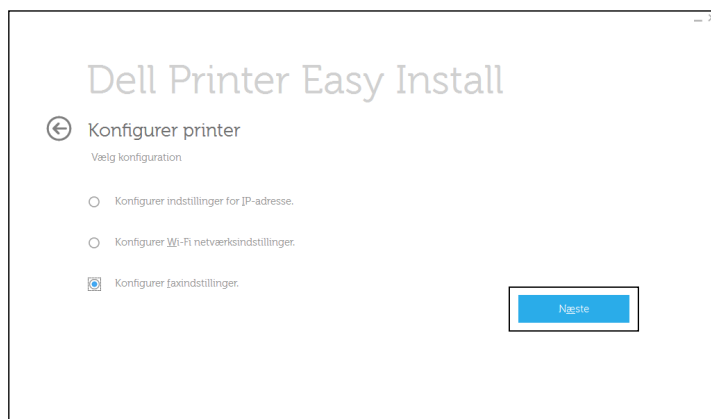 Dell Printer Easy Install
Konfigurer printer
Vælg konfiguration
Konfigurer indstillinger for IP-adresse.
Konfigurer Wi-Fi netværksindstillinger.
Konfigurer faxindstillinger.
Næste